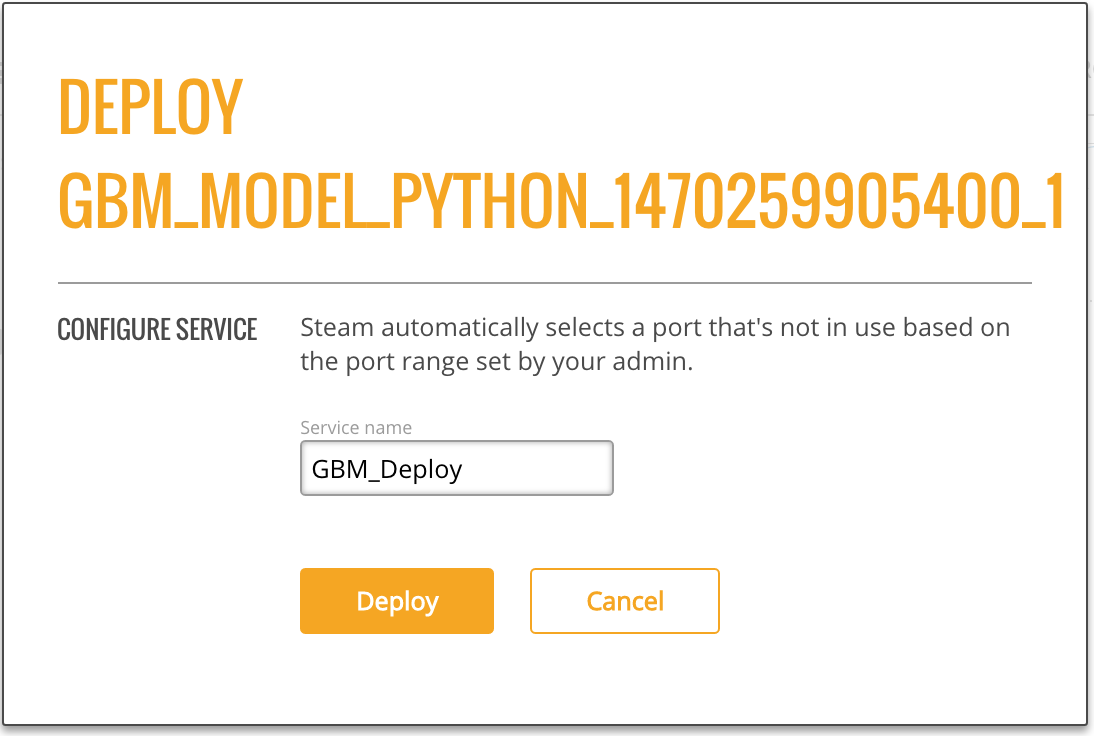 DEPLOY
GBM_MODEL_PYTHON_1470259905400_1
CONFIGURE SERVICE
Steam automatically selects a port that's not in use based on
the port range set by your admin.
Service name
GBM_Deploy
Deploy
Cancel